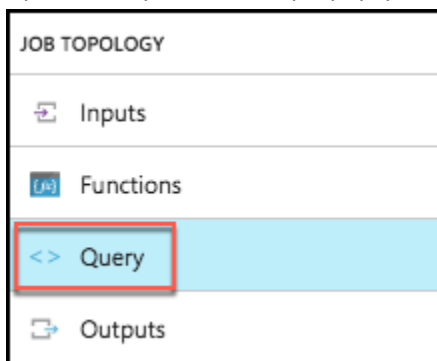 JOB TOPOLOGY
Inputs
Functions
<> Query
Outputs